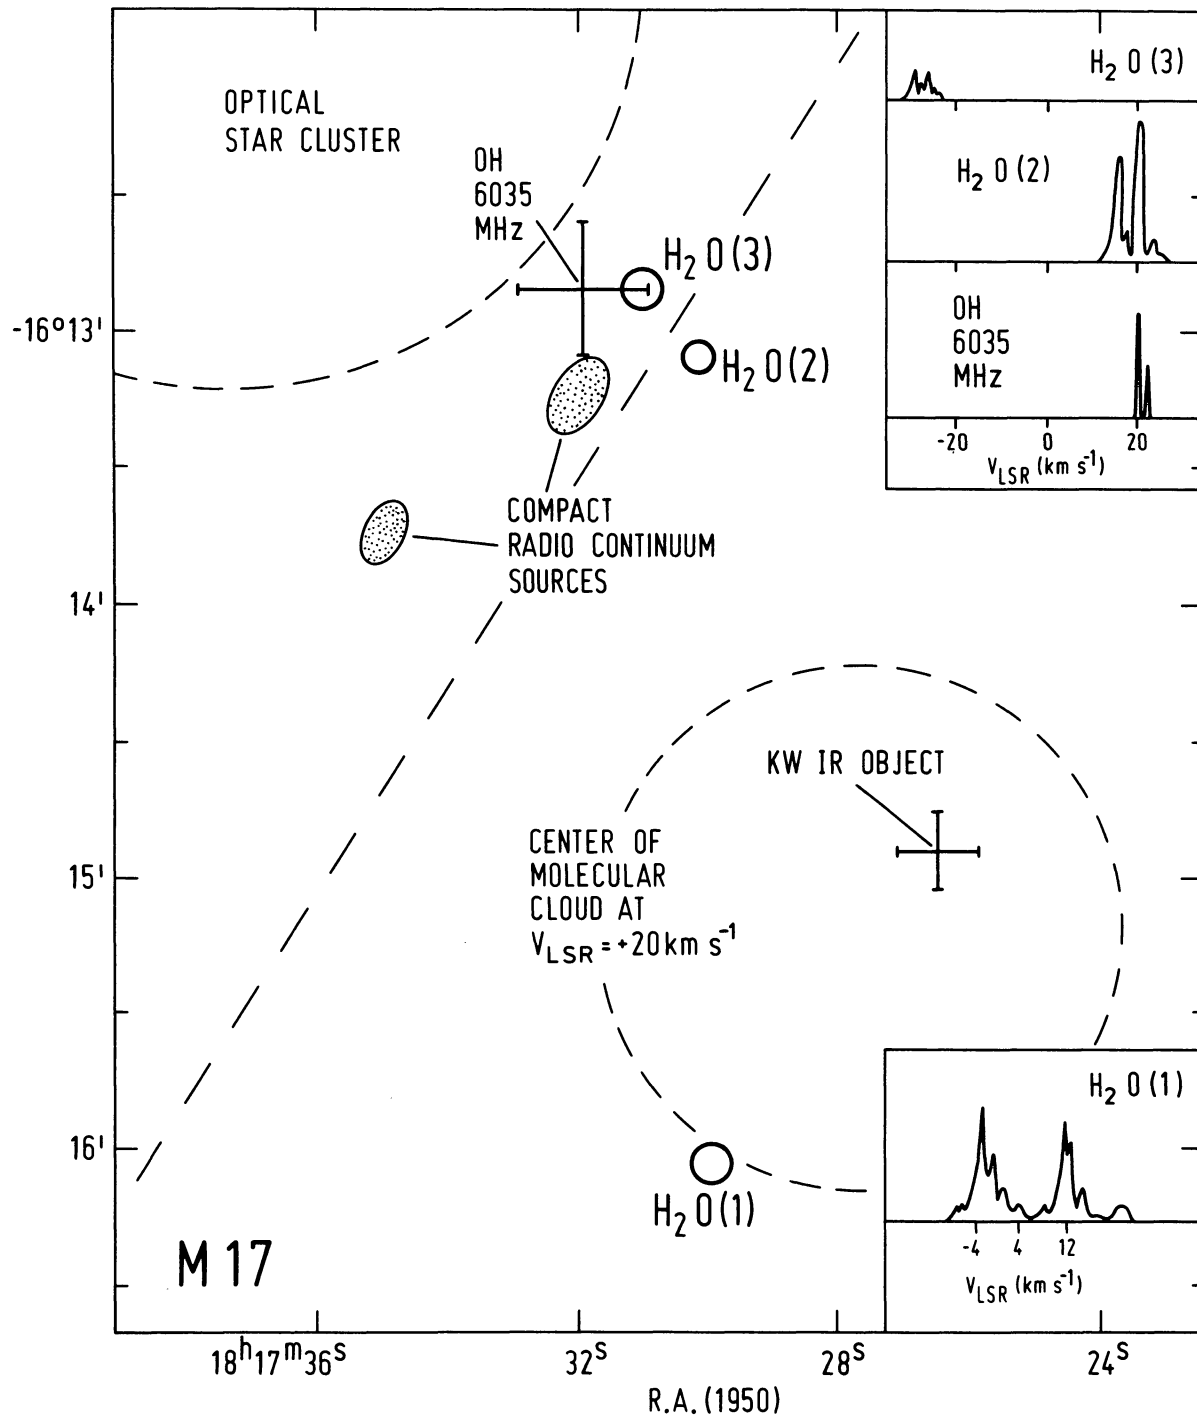 OPTICAL
STAR CLUSTER
OH
6035
MHz
H₂O(3)
H₂O(2)
-16°13'
COMPACT
RADIO CONTINUUM
SOURCES
14'
KW IR OBJECT
CENTER OF
MOLECULAR
CLOUD AT
V_LSR = +20 km s⁻¹
15'
16'
H₂O(1)
M 17
18ʰ17ᵐ36ˢ
32ˢ
28ˢ
24ˢ
R.A. (1950)
H₂O(3)
H₂O(2)
OH
6035
MHz
-20 0 20
V_LSR (km s⁻¹)
H₂O(1)
-4 4 12
V_LSR (km s⁻¹)